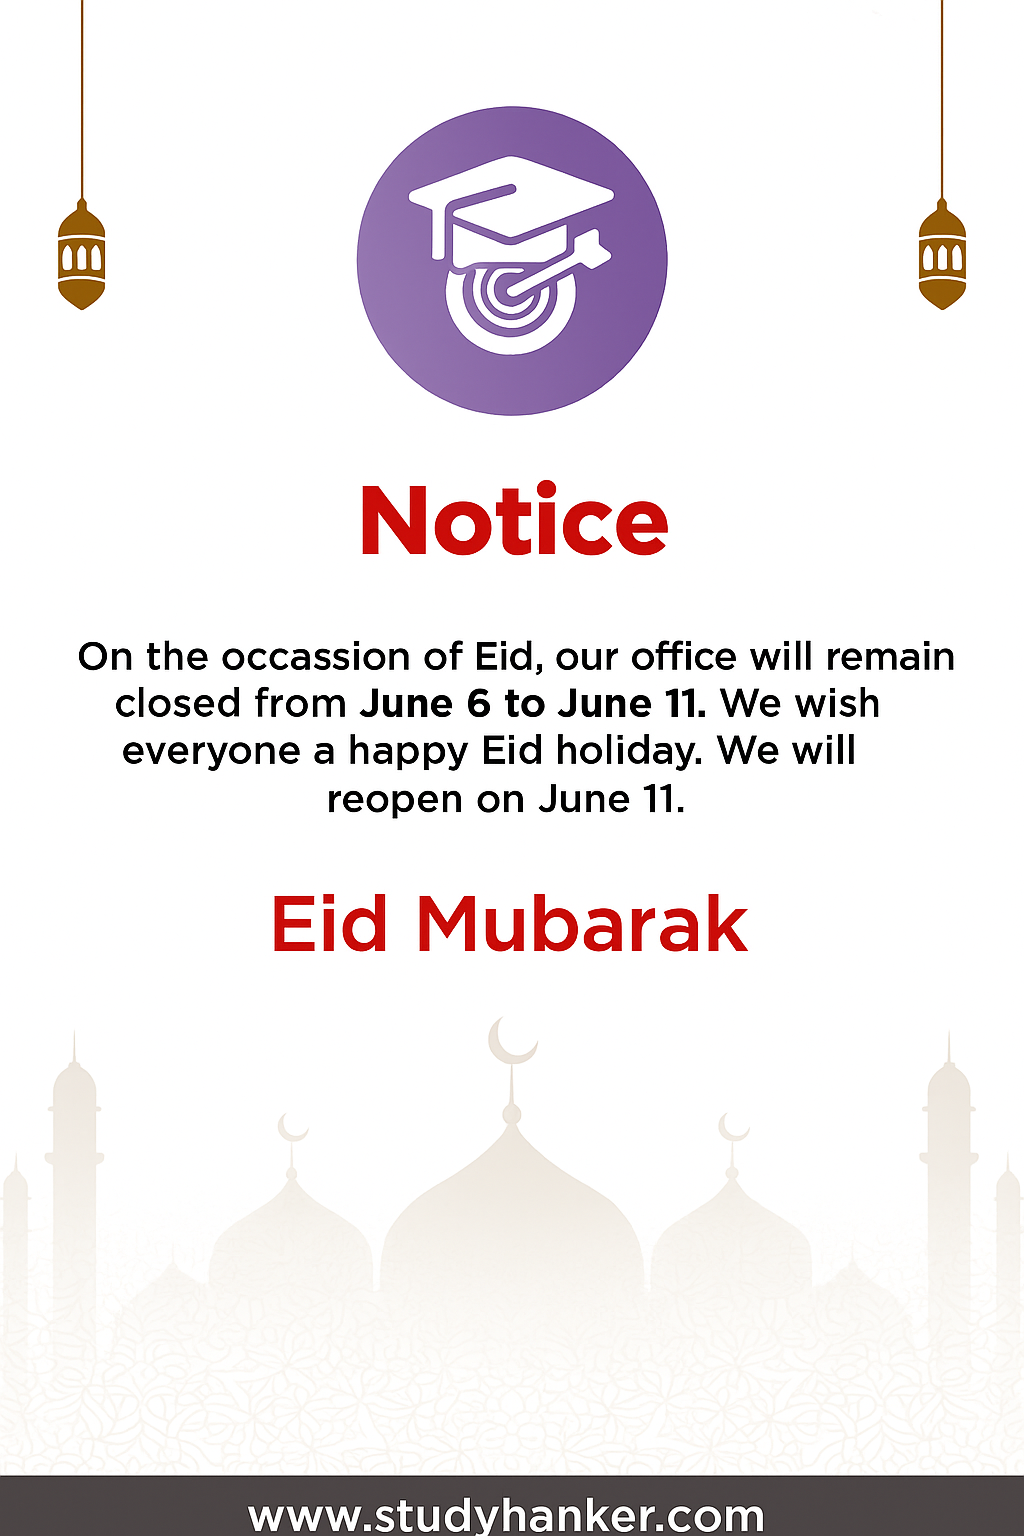 Notice
On the occassion of Eid, our office will remain
closed from June 6 to June 11. We wish
everyone a happy Eid holiday. We will
reopen on June 11.
Eid Mubarak
www.studyhanker.com